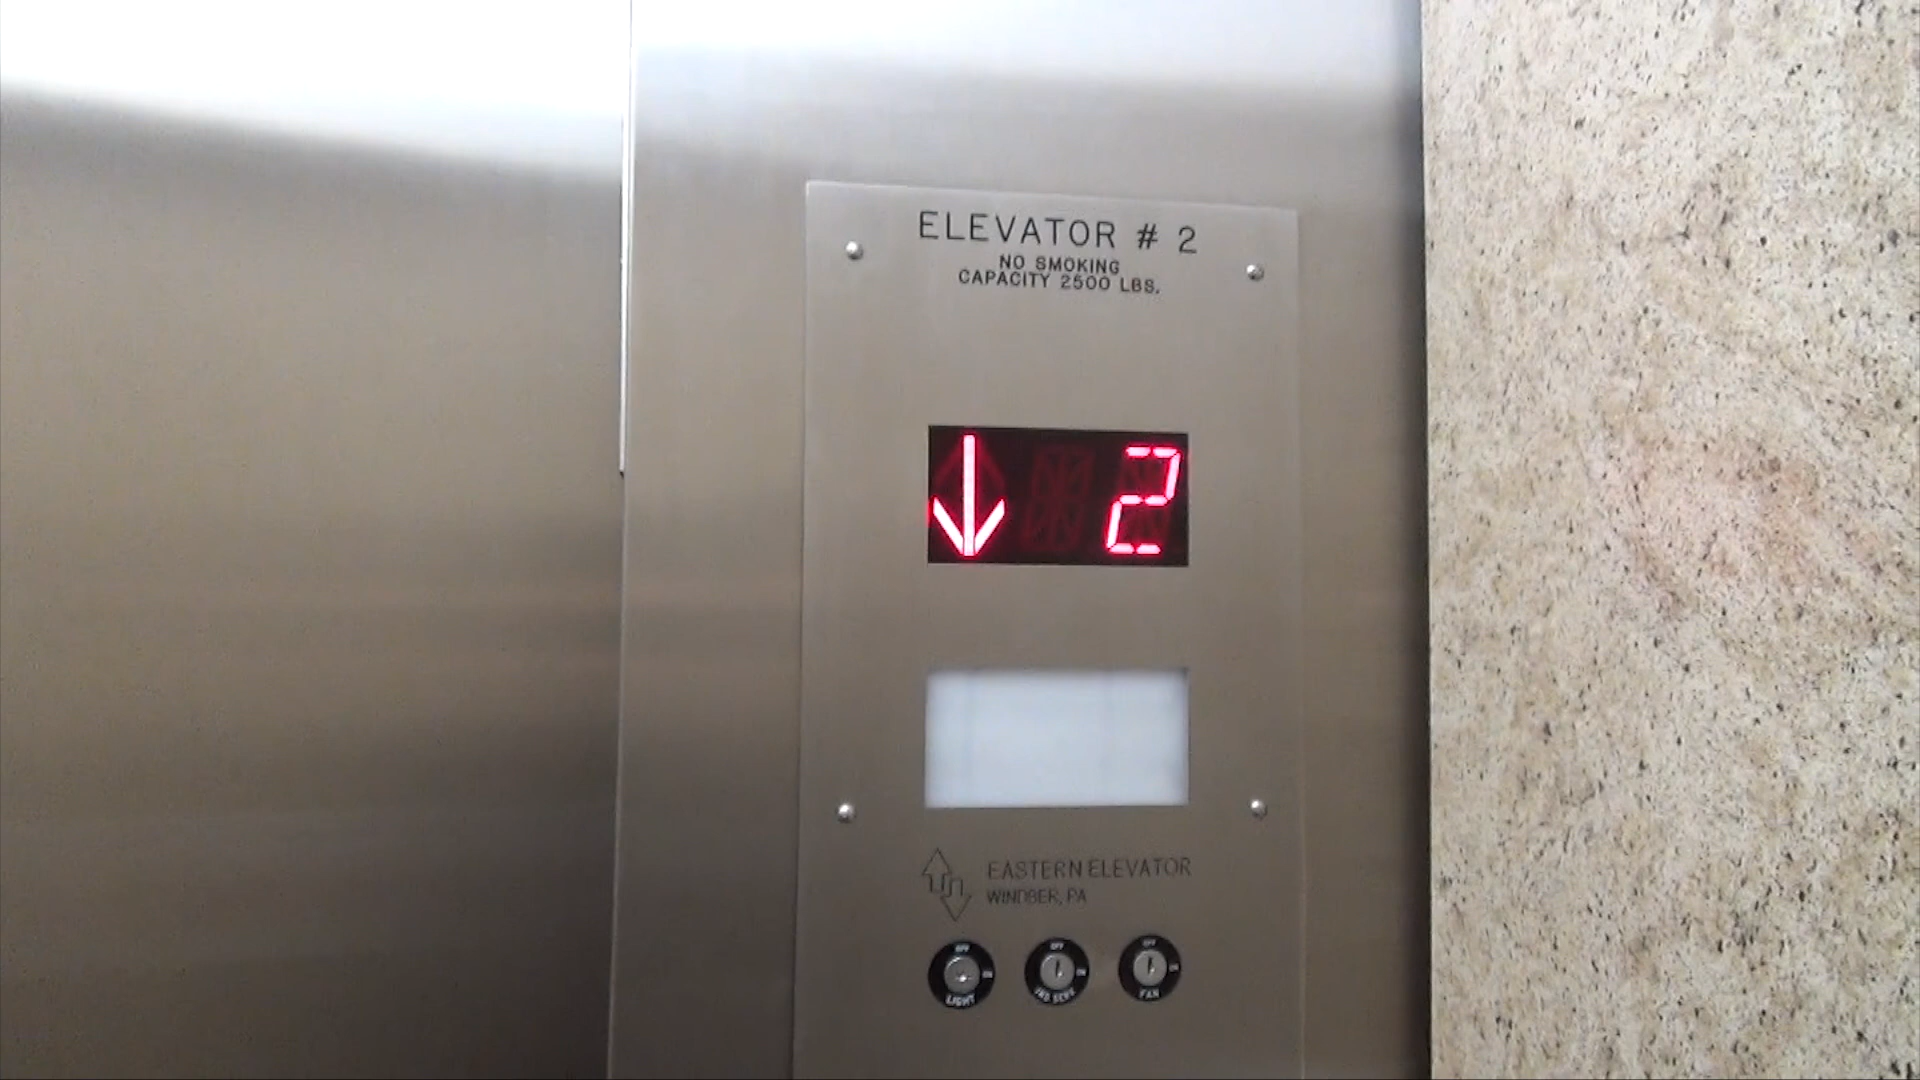 ELEVATOR # 2
NO SMOKING
CAPACITY 2500 LBS.
2
EASTERN ELEVATOR
WINDBER, PA
OFF OFF OFF
ON ON ON
LIGHT IND SERV FAN